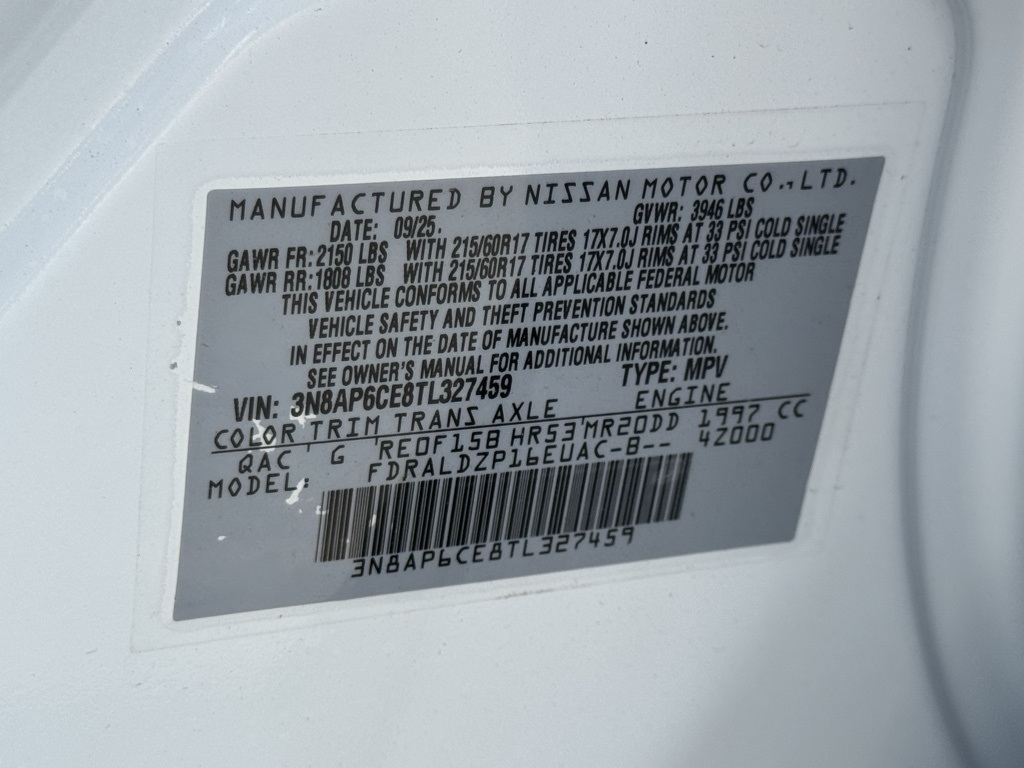 MANUFACTURED BY NISSAN MOTOR CO., LTD.
DATE: 09/25. GVWR: 3946 LBS
GAWR FR: 2150 LBS WITH 215/60R17 TIRES 17X7.0J RIMS AT 33 PSI COLD SINGLE
GAWR RR: 1808 LBS WITH 215/60R17 TIRES 17X7.0J RIMS AT 33 PSI COLD SINGLE
THIS VEHICLE CONFORMS TO ALL APPLICABLE FEDERAL MOTOR
VEHICLE SAFETY AND THEFT PREVENTION STANDARDS
IN EFFECT ON THE DATE OF MANUFACTURE SHOWN ABOVE.
SEE OWNER'S MANUAL FOR ADDITIONAL INFORMATION.
VIN: 3N8AP6CE8TL327459 TYPE: MPV
COLOR TRIM TRANS AXLE ENGINE
QAC G RE0F15B HR53 MR20DD 1997 CC
MODEL: FDRALDZP16EUAC-B-- 4Z000
3N8AP6CE8TL327459